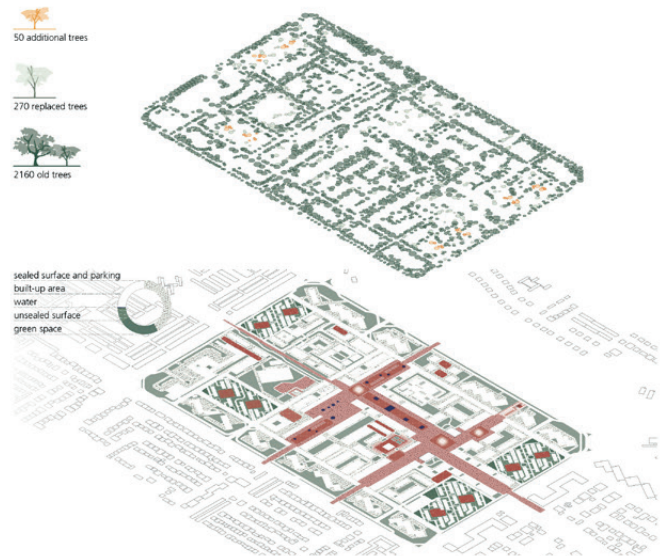 50 additional trees
270 replaced trees
2160 old trees
sealed surface and parking
built-up area
water
unsealed surface
green space